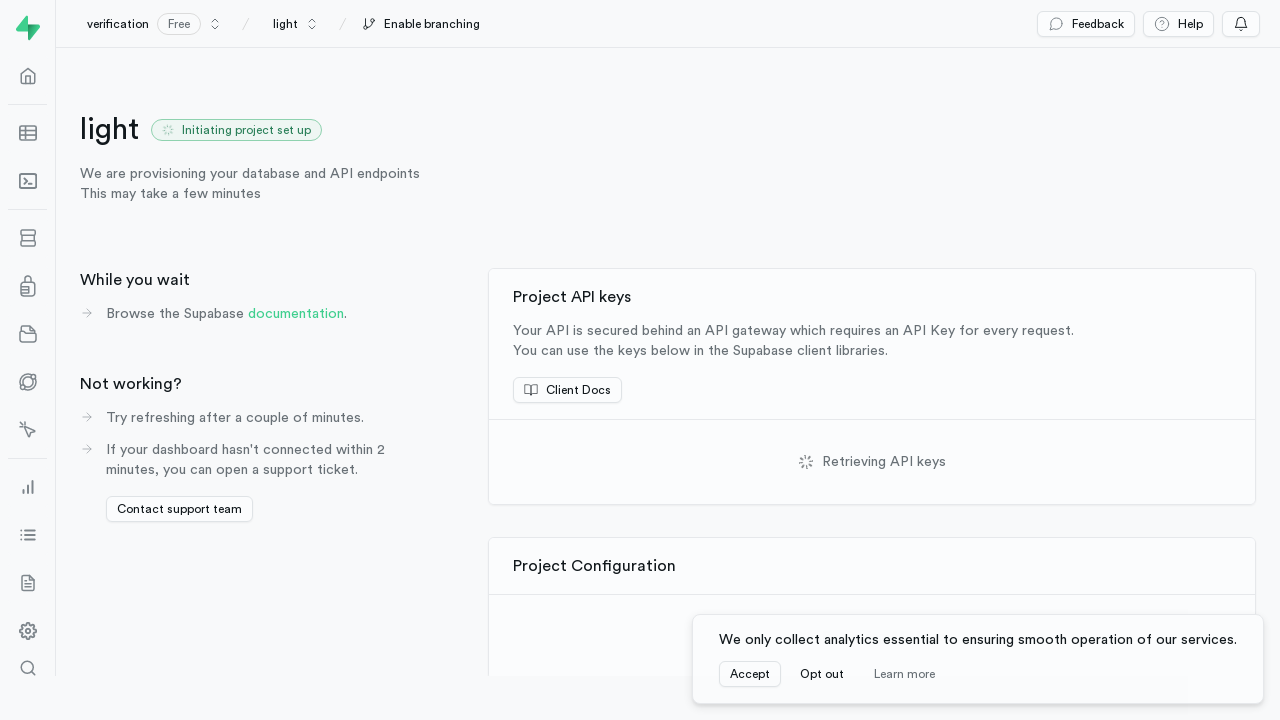 verification Free / light / Enable branching Feedback Help
light Initiating project set up
We are provisioning your database and API endpoints
This may take a few minutes
While you wait
Browse the Supabase documentation.
Not working?
Try refreshing after a couple of minutes.
If your dashboard hasn't connected within 2
minutes, you can open a support ticket.
Contact support team
Project API keys
Your API is secured behind an API gateway which requires an API Key for every request.
You can use the keys below in the Supabase client libraries.
Client Docs
Retrieving API keys
Project Configuration
We only collect analytics essential to ensuring smooth operation of our services.
Accept Opt out Learn more